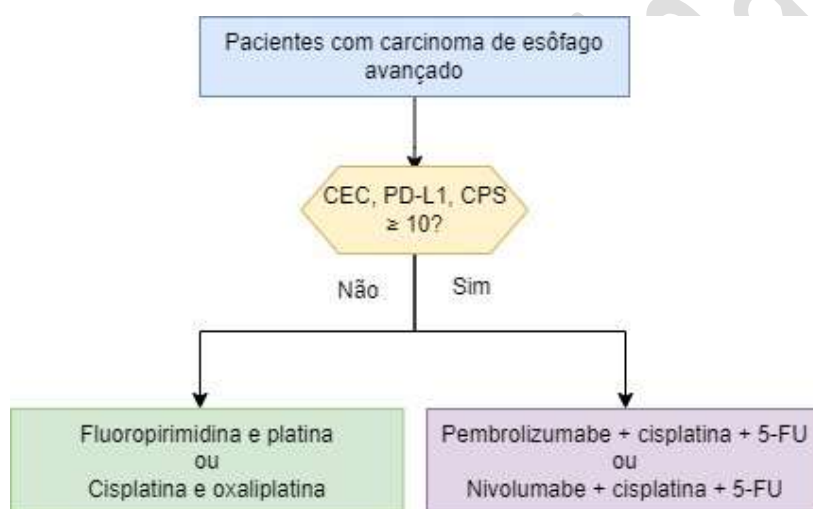 Pacientes com carcinoma de esôfago
avançado
CEC, PD-L1, CPS
≥ 10?
Não
Sim
Fluoropirimidina e platina
ou
Cisplatina e oxaliplatina
Pembrolizumabe + cisplatina + 5-FU
ou
Nivolumabe + cisplatina + 5-FU